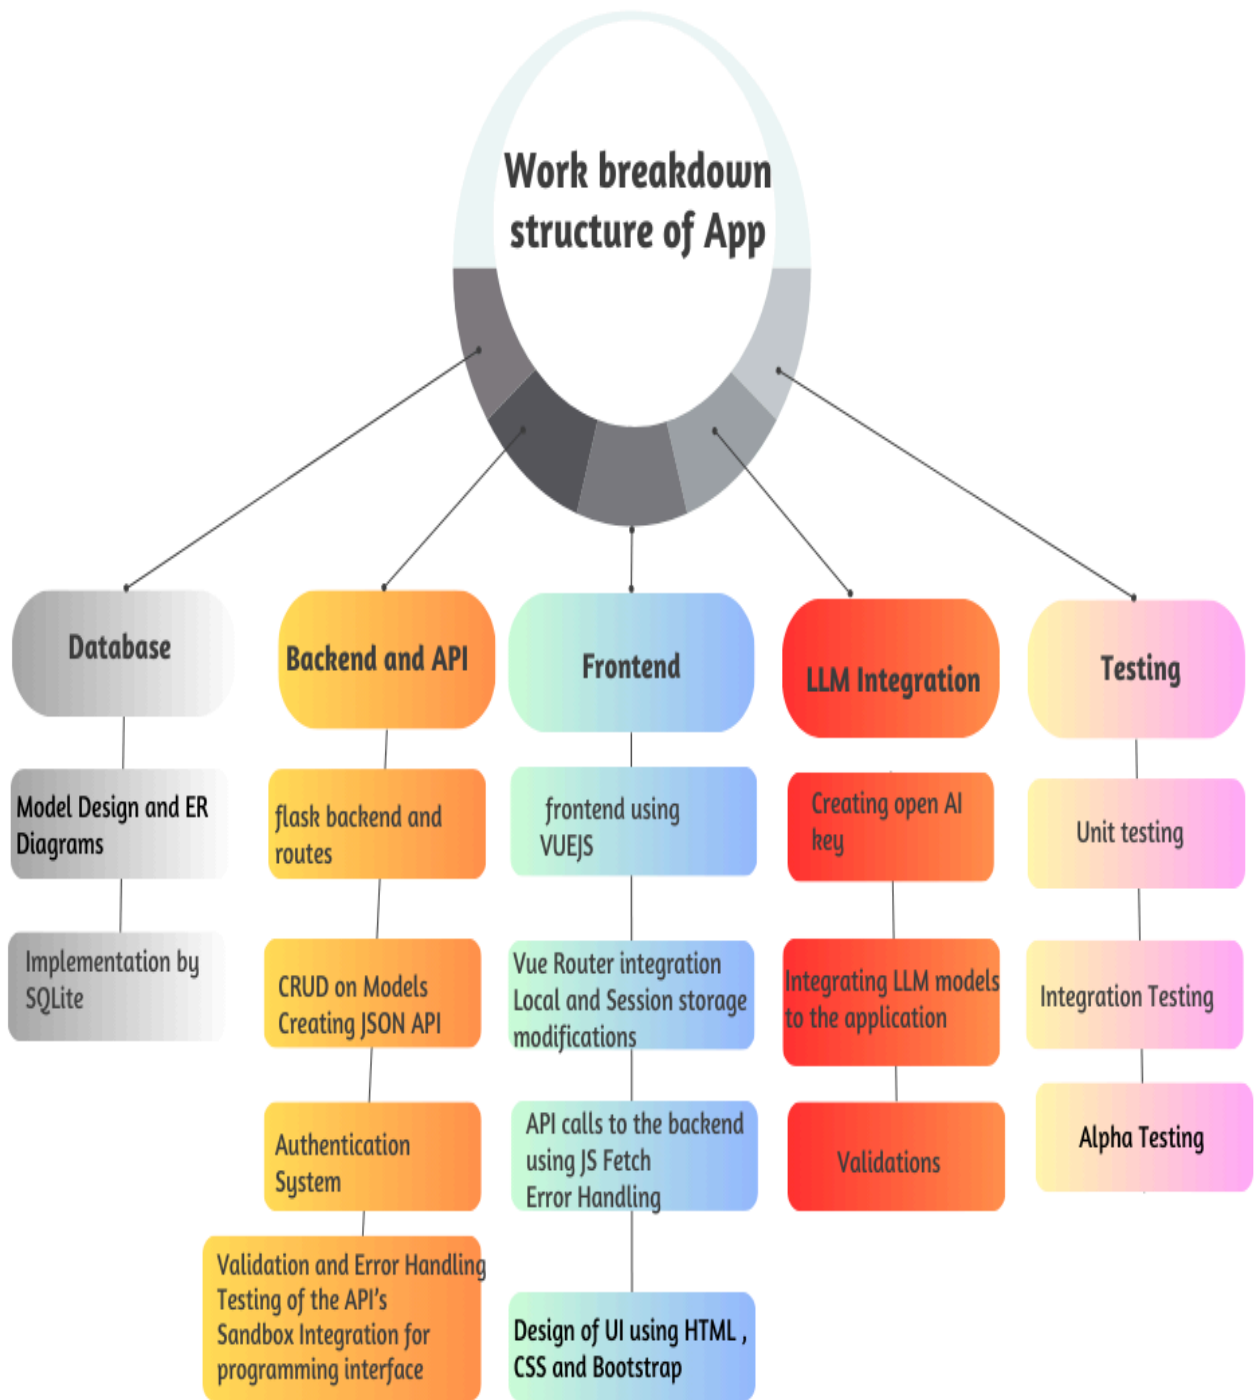 Work breakdown
structure of App
Database
Model Design and ER
Diagrams
Implementation by
SQLite
Backend and API
flask backend and
routes
CRUD on Models
Creating JSON API
Authentication
System
Validation and Error Handling
Testing of the API's
Sandbox Integration for
programming interface
Frontend
frontend using
VUEJS
Vue Router integration
Local and Session storage
modifications
API calls to the backend
using JS Fetch
Error Handling
Design of UI using HTML ,
CSS and Bootstrap
LLM Integration
Creating open AI
key
Integrating LLM models
to the application
Validations
Testing
Unit testing
Integration Testing
Alpha Testing